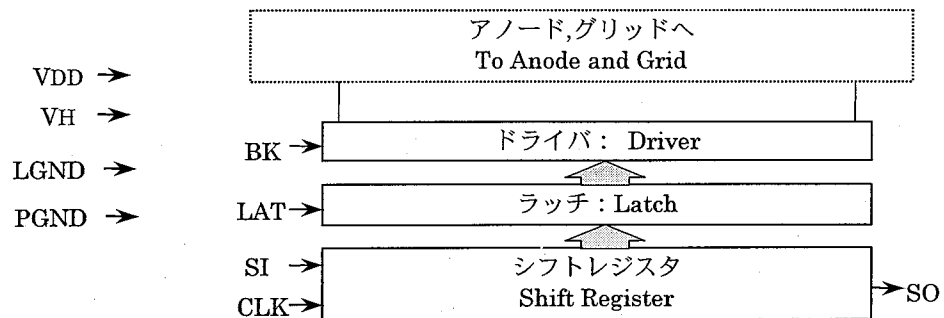 アノード,グリッドへ
To Anode and Grid
VDD
VH
ドライバ： Driver
BK
LGND
ラッチ：Latch
LAT
PGND
シフトレジスタ
Shift Register
SI
CLK
SO